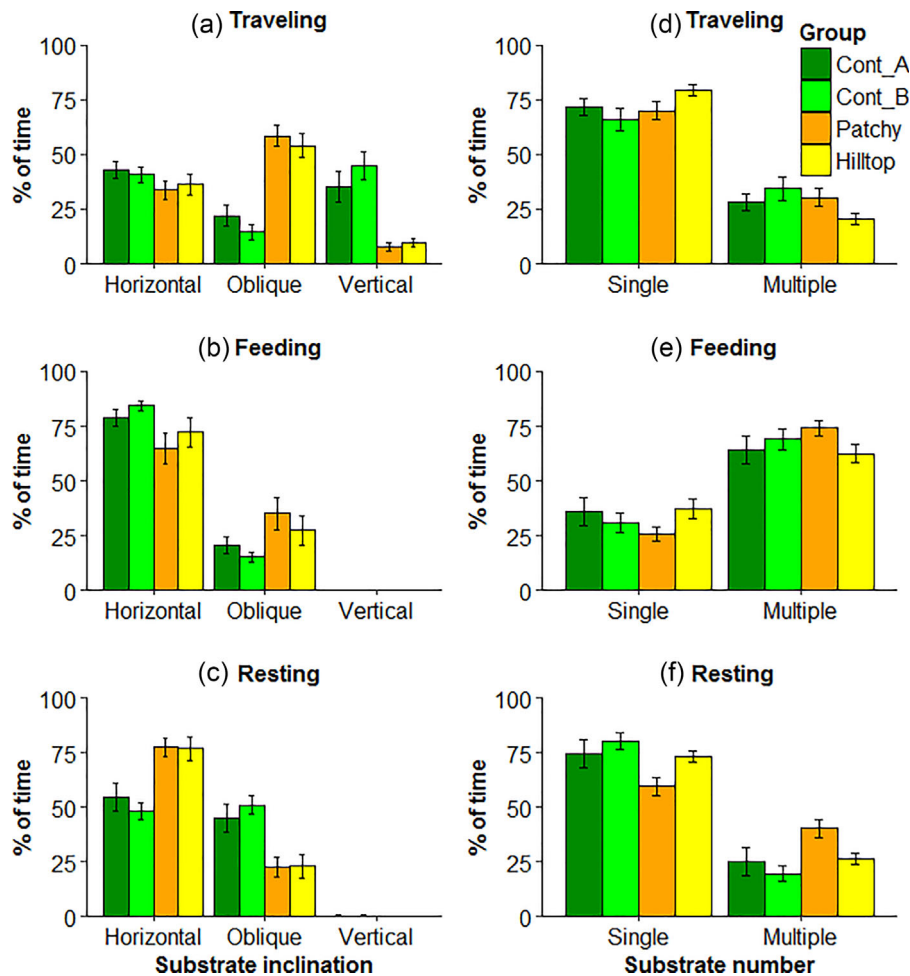 (a) Traveling
% of time
100
75
50
25
0
Horizontal Oblique Vertical
(d) Traveling
% of time
100
75
50
25
0
Single Multiple
Group
Cont_A
Cont_B
Patchy
Hilltop
(b) Feeding
% of time
100
75
50
25
0
Horizontal Oblique Vertical
(e) Feeding
% of time
100
75
50
25
0
Single Multiple
(c) Resting
% of time
100
75
50
25
0
Horizontal Oblique Vertical
Substrate inclination
(f) Resting
% of time
100
75
50
25
0
Single Multiple
Substrate number